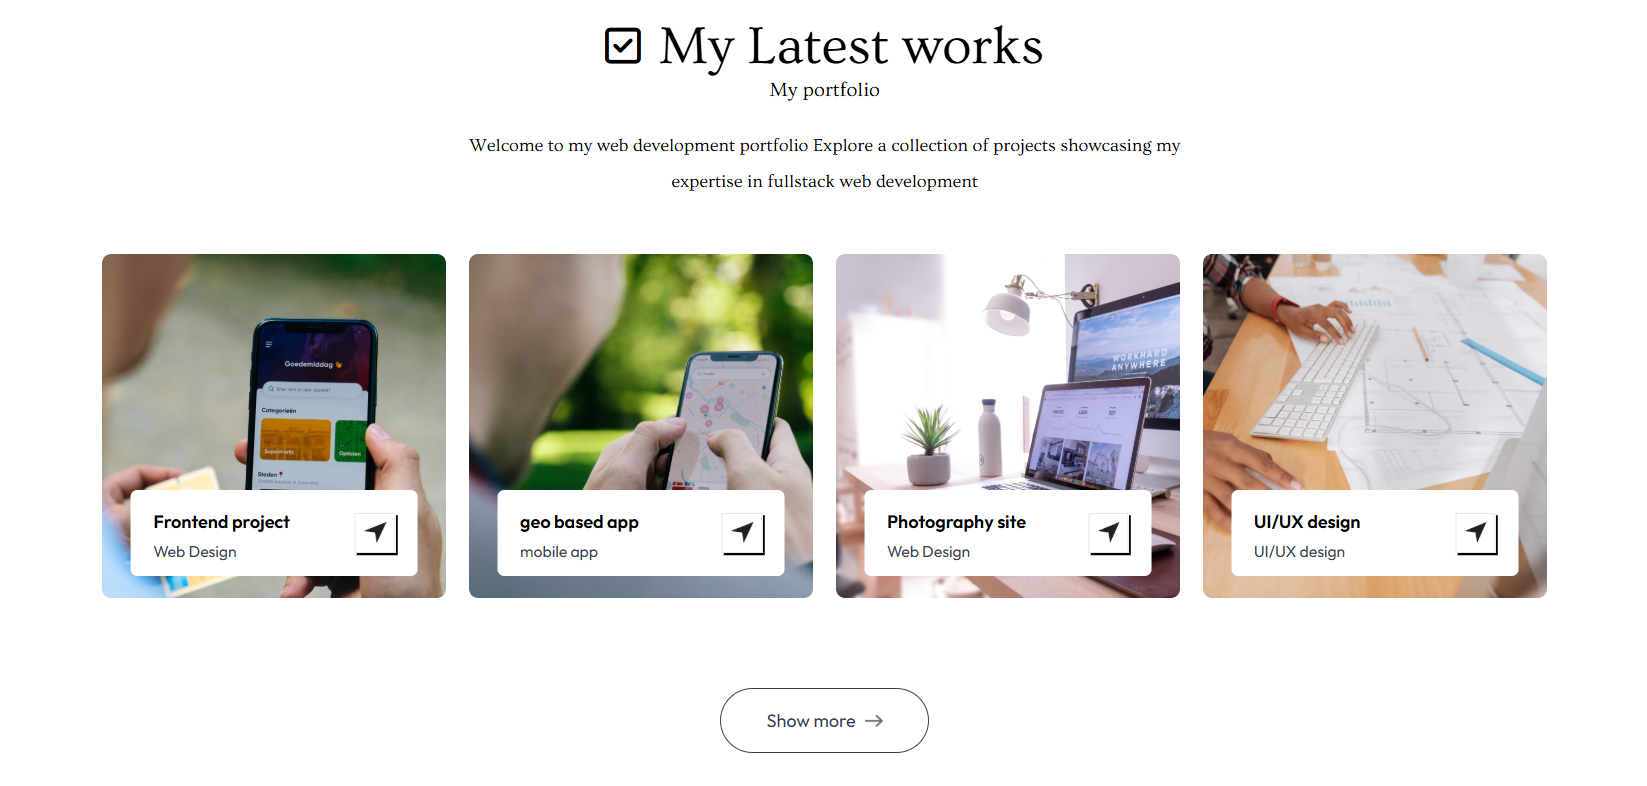 My Latest works
My portfolio
Welcome to my web development portfolio Explore a collection of projects showcasing my
expertise in fullstack web development
Goedemiddag
Categorieën
Supermarkt
Opticien
Steden
WORKHARD
ANYWHERE
Frontend project
Web Design
geo based app
mobile app
Photography site
Web Design
UI/UX design
UI/UX design
Show more